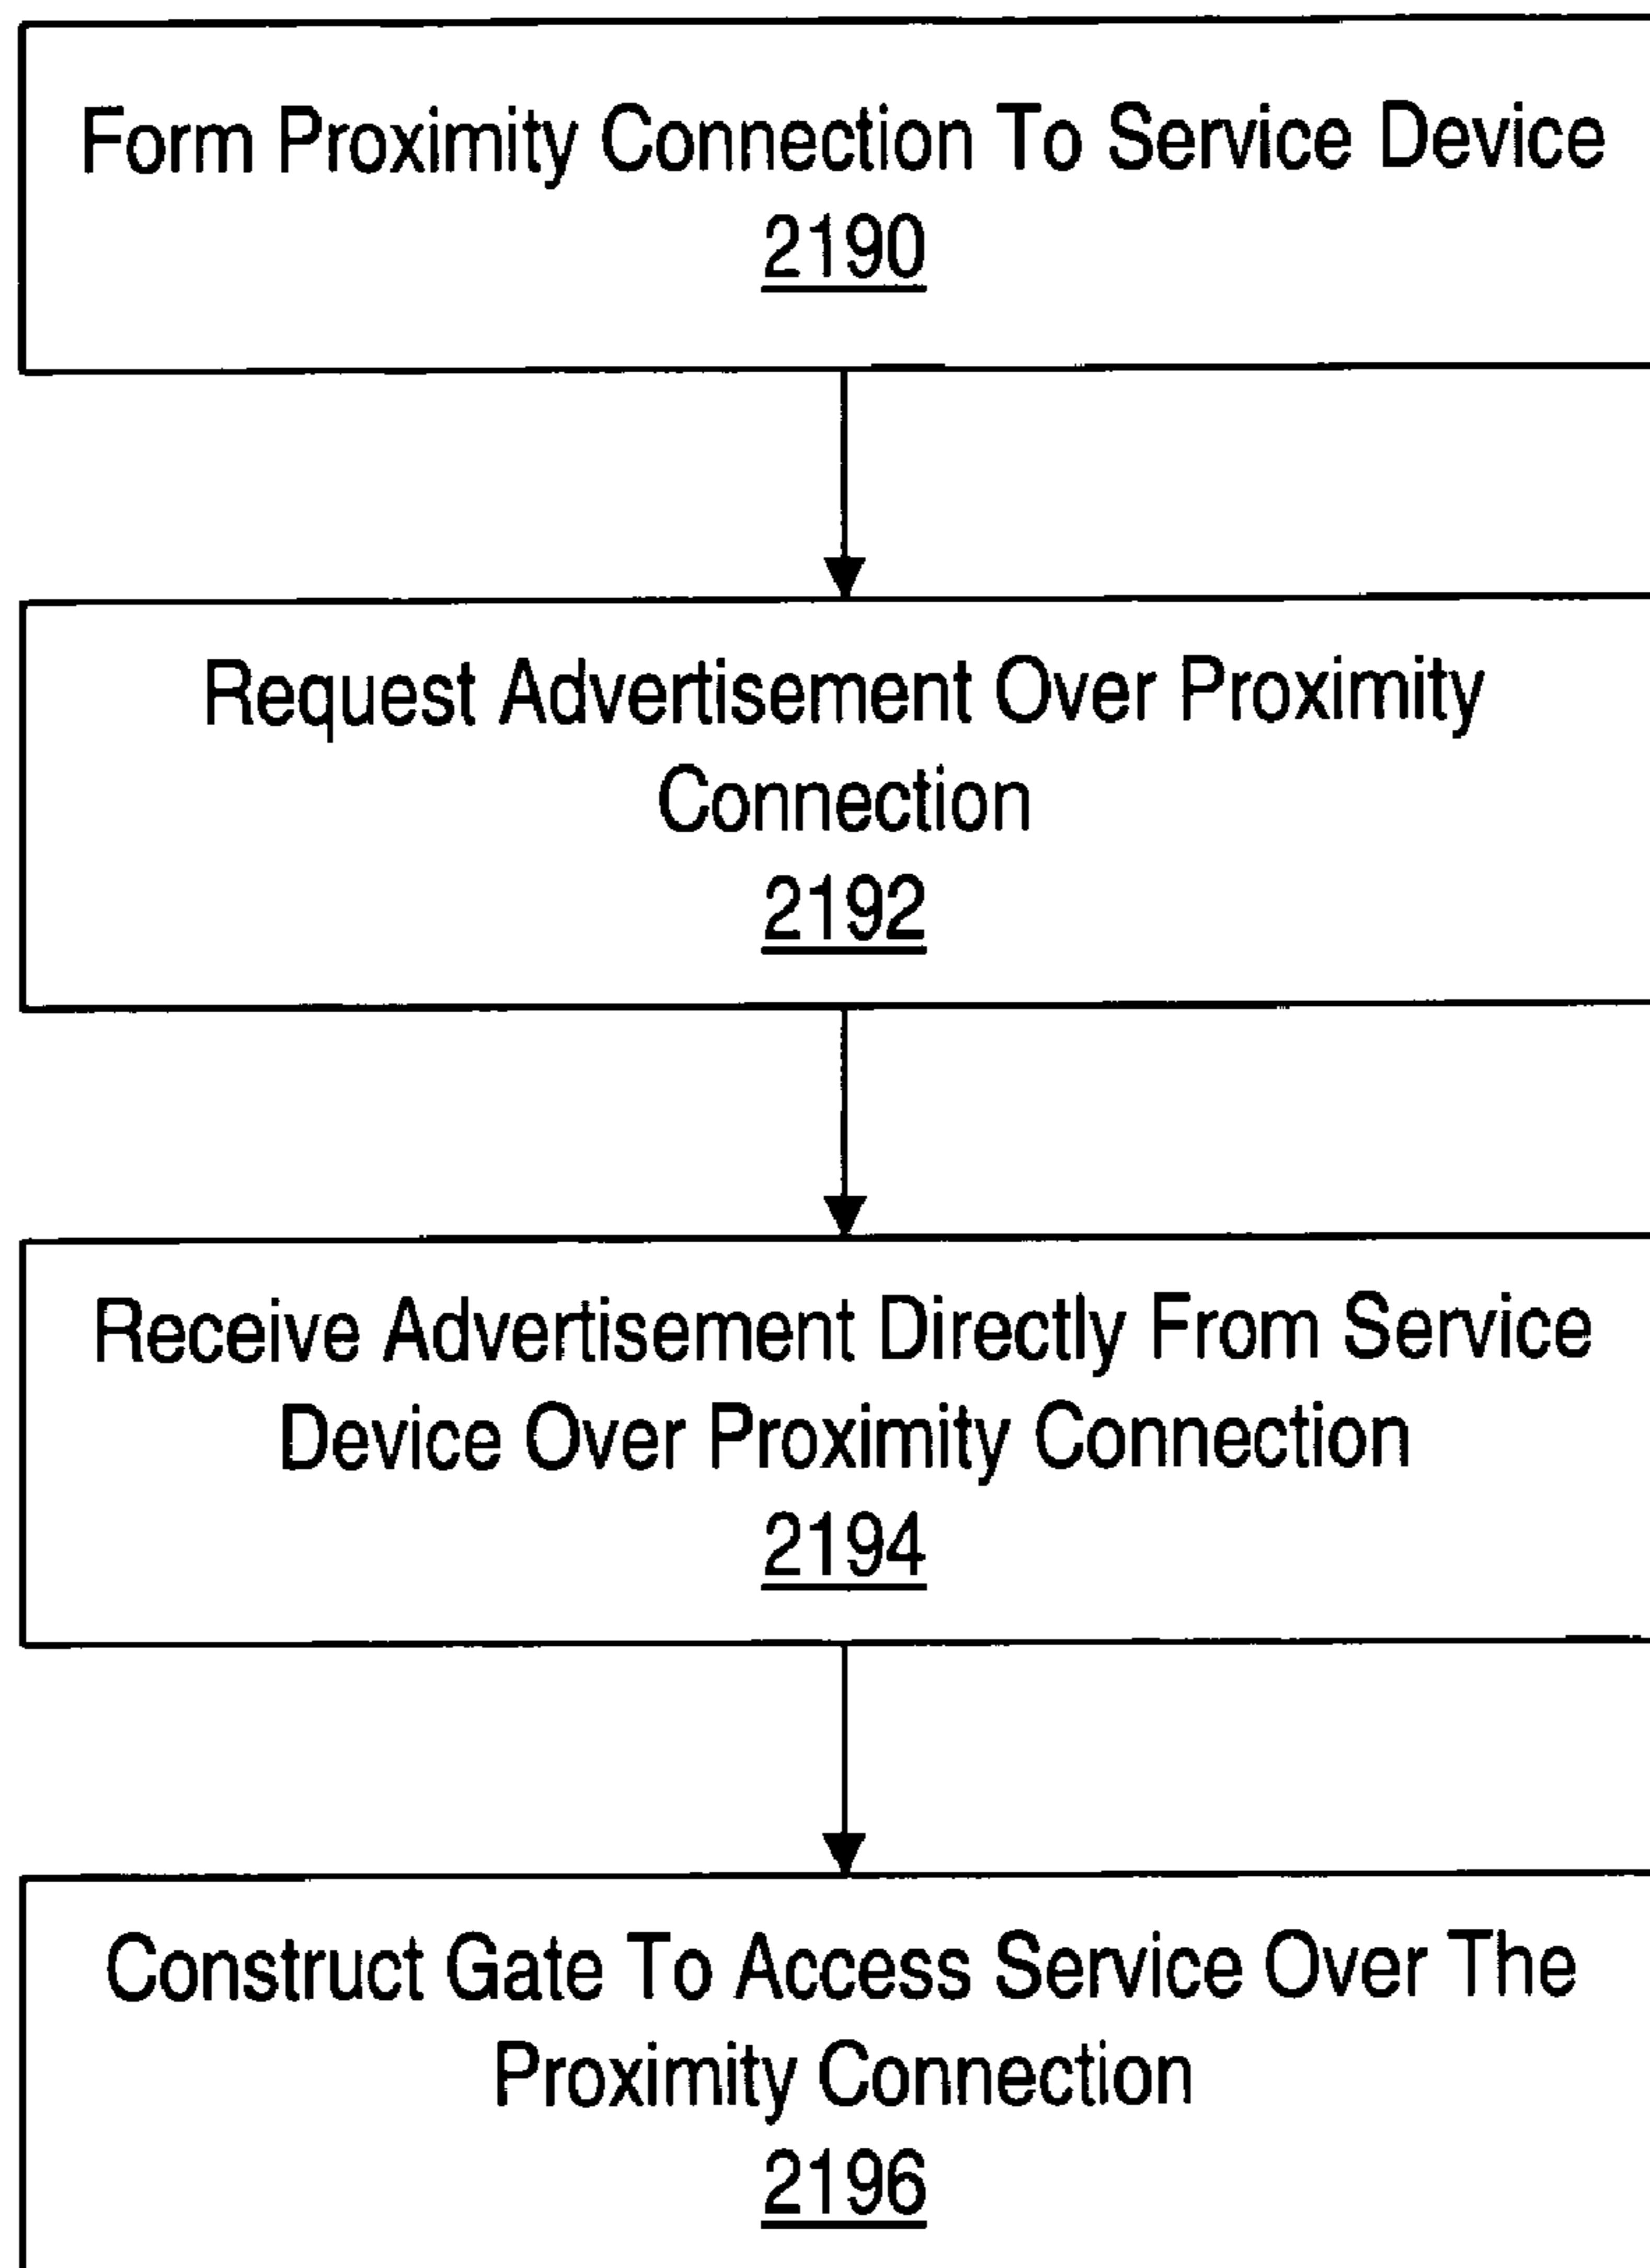 Form Proximity Connection To Service Device
2190
Request Advertisement Over Proximity
Connection
2192
Receive Advertisement Directly From Service
Device Over Proximity Connection
2194
Construct Gate To Access Service Over The
Proximity Connection
2196